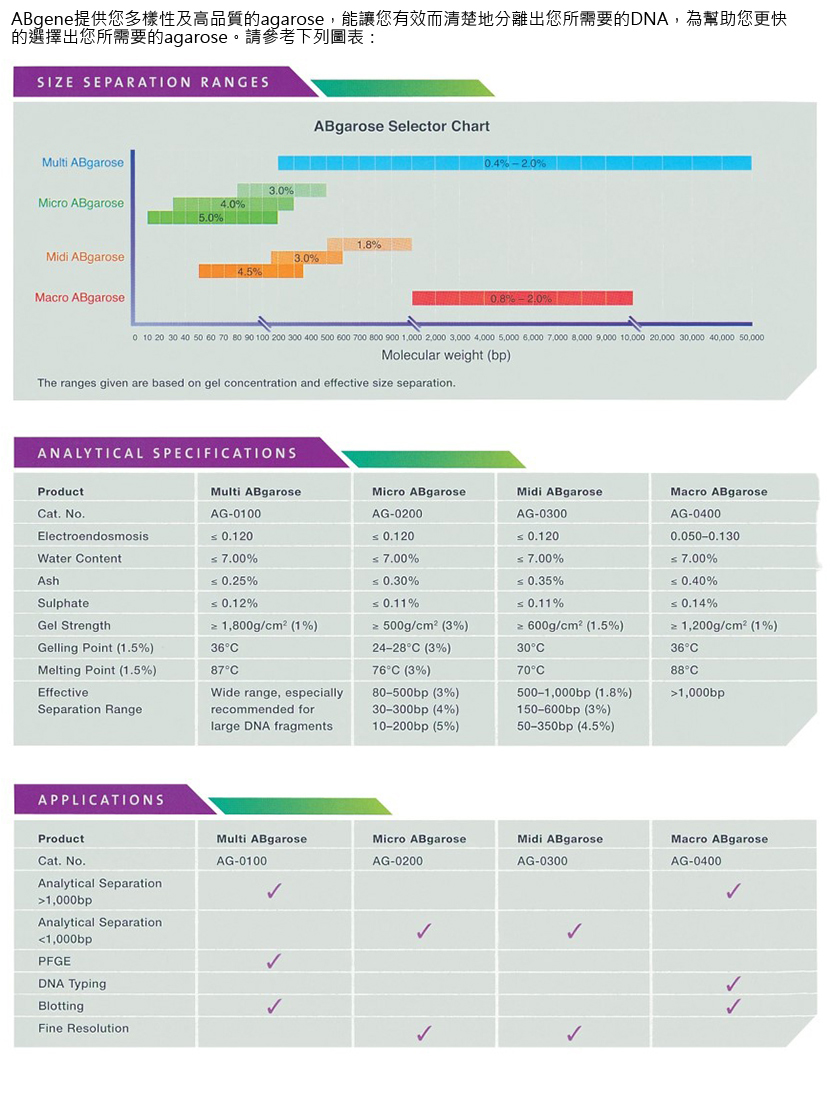 ABgene提供您多樣性及高品質的agarose，能讓您有效而清楚地分離出您所需要的DNA，為幫助您更快
的選擇出您所需要的agarose。請參考下列圖表：
SIZE SEPARATION RANGES
ABgarose Selector Chart
Multi ABgarose 0.4% – 2.0%
3.0%
Micro ABgarose 4.0%
5.0%
1.8%
Midi ABgarose 3.0%
4.5%
Macro ABgarose 0.8% – 2.0%
0 10 20 30 40 50 60 70 80 90 100 200 300 400 500 600 700 800 900 1,000 2,000 3,000 4,000 5,000 6,000 7,000 8,000 9,000 10,000 20,000 30,000 40,000 50,000
Molecular weight (bp)
The ranges given are based on gel concentration and effective size separation.
ANALYTICAL SPECIFICATIONS
Product Multi ABgarose Micro ABgarose Midi ABgarose Macro ABgarose
Cat. No. AG-0100 AG-0200 AG-0300 AG-0400
Electroendosmosis ≤ 0.120 ≤ 0.120 ≤ 0.120 0.050–0.130
Water Content ≤ 7.00% ≤ 7.00% ≤ 7.00% ≤ 7.00%
Ash ≤ 0.25% ≤ 0.30% ≤ 0.35% ≤ 0.40%
Sulphate ≤ 0.12% ≤ 0.11% ≤ 0.11% ≤ 0.14%
Gel Strength ≥ 1,800g/cm² (1%) ≥ 500g/cm² (3%) ≥ 600g/cm² (1.5%) ≥ 1,200g/cm² (1%)
Gelling Point (1.5%) 36°C 24–28°C (3%) 30°C 36°C
Melting Point (1.5%) 87°C 76°C (3%) 70°C 88°C
Effective Wide range, especially 80–500bp (3%) 500–1,000bp (1.8%) >1,000bp
Separation Range recommended for 30–300bp (4%) 150–600bp (3%)
large DNA fragments 10–200bp (5%) 50–350bp (4.5%)
APPLICATIONS
Product Multi ABgarose Micro ABgarose Midi ABgarose Macro ABgarose
Cat. No. AG-0100 AG-0200 AG-0300 AG-0400
Analytical Separation
>1,000bp ✓ ✓
Analytical Separation
<1,000bp ✓ ✓
PFGE ✓
DNA Typing ✓
Blotting ✓ ✓
Fine Resolution ✓ ✓